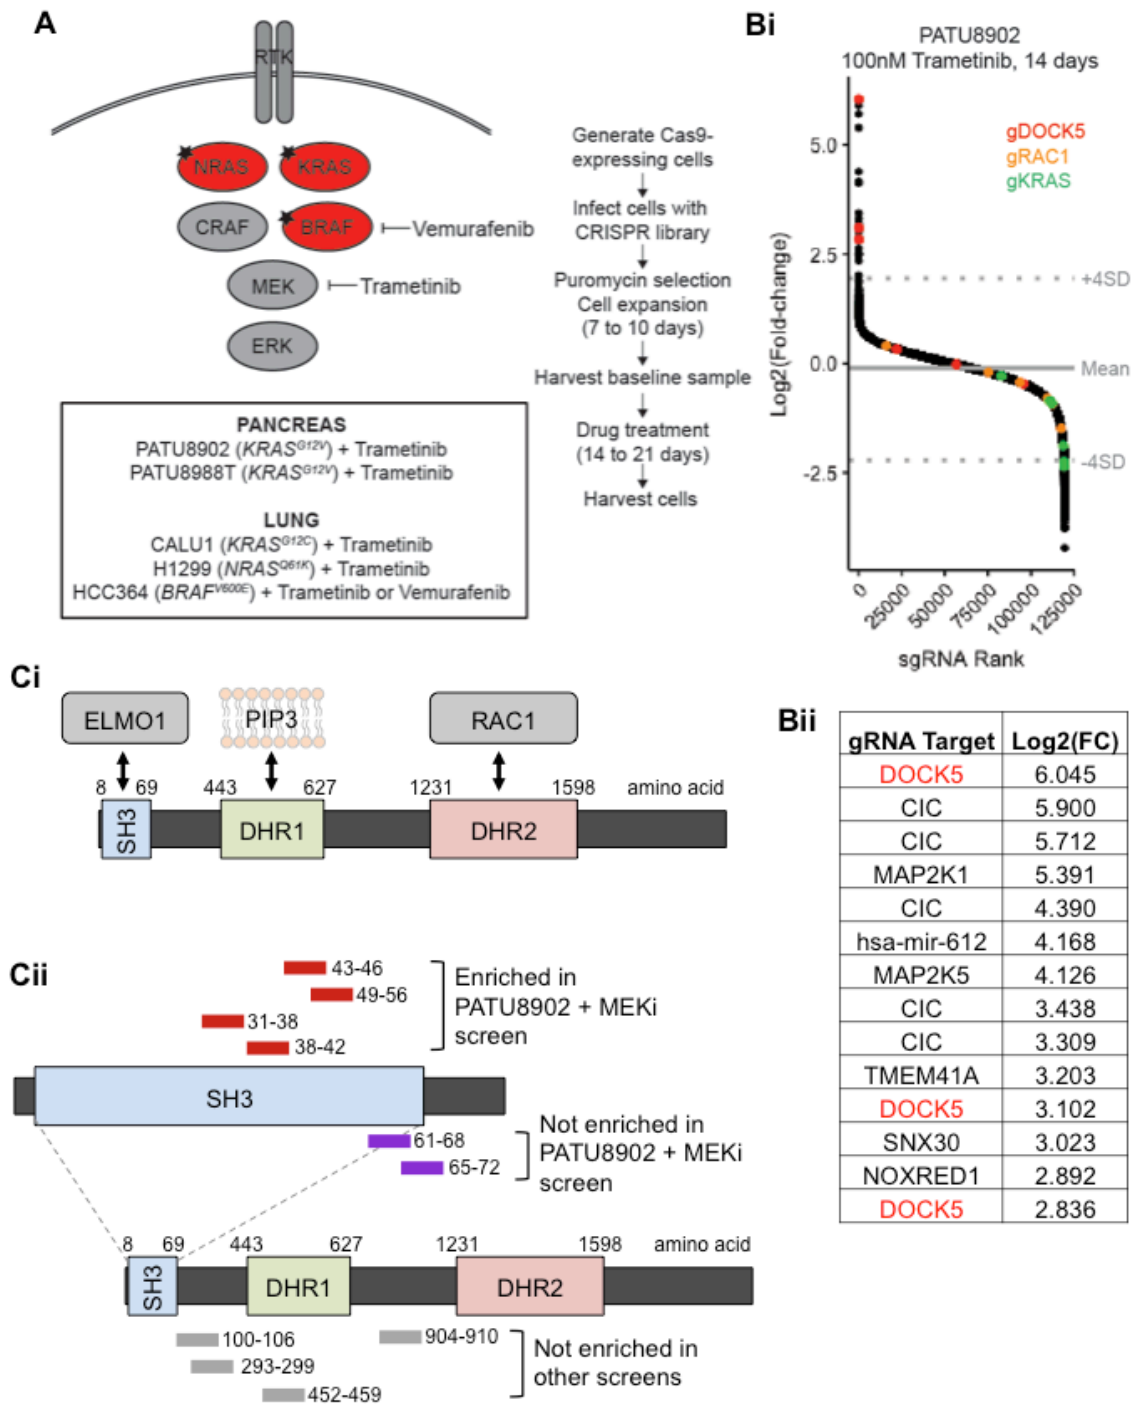 A
RTK
NRAS
KRAS
CRAF
BRAF
Vemurafenib
MEK
Trametinib
ERK
PANCREAS
PATU8902 (KRASG12V) + Trametinib
PATU8988T (KRASG12V) + Trametinib
LUNG
CALU1 (KRASG12C) + Trametinib
H1299 (NRASQ61K) + Trametinib
HCC364 (BRAFV600E) + Trametinib or Vemurafenib
Generate Cas9-
expressing cells
Infect cells with
CRISPR library
Puromycin selection
Cell expansion
(7 to 10 days)
Harvest baseline sample
Drug treatment
(14 to 21 days)
Harvest cells
Bi
PATU8902
100nM Trametinib, 14 days
gDOCK5
gRAC1
gKRAS
5.0
2.5
0.0
-2.5
Log2(Fold-change)
+4SD
Mean
-4SD
0
25000
50000
75000
100000
125000
sgRNA Rank
Bii
gRNA Target Log2(FC)
DOCK5 6.045
CIC 5.900
CIC 5.712
MAP2K1 5.391
CIC 4.390
hsa-mir-612 4.168
MAP2K5 4.126
CIC 3.438
CIC 3.309
TMEM41A 3.203
DOCK5 3.102
SNX30 3.023
NOXRED1 2.892
DOCK5 2.836
Ci
ELMO1
PIP3
RAC1
8 69 443 627 1231 1598 amino acid
SH3
DHR1
DHR2
Cii
43-46
49-56
31-38
38-42
Enriched in
PATU8902 + MEKi
screen
SH3
61-68
65-72
Not enriched in
PATU8902 + MEKi
screen
8 69 443 627 1231 1598 amino acid
SH3
DHR1
DHR2
100-106
293-299
452-459
904-910
Not enriched in
other screens